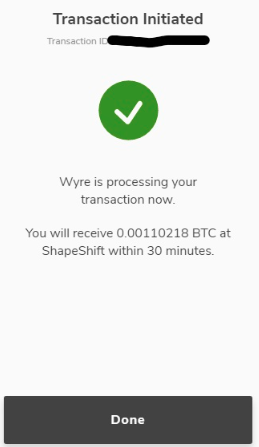 Transaction Initiated
Transaction ID
Wyre is processing your
transaction now.
You will receive 0.00110218 BTC at
ShapeShift within 30 minutes.
Done